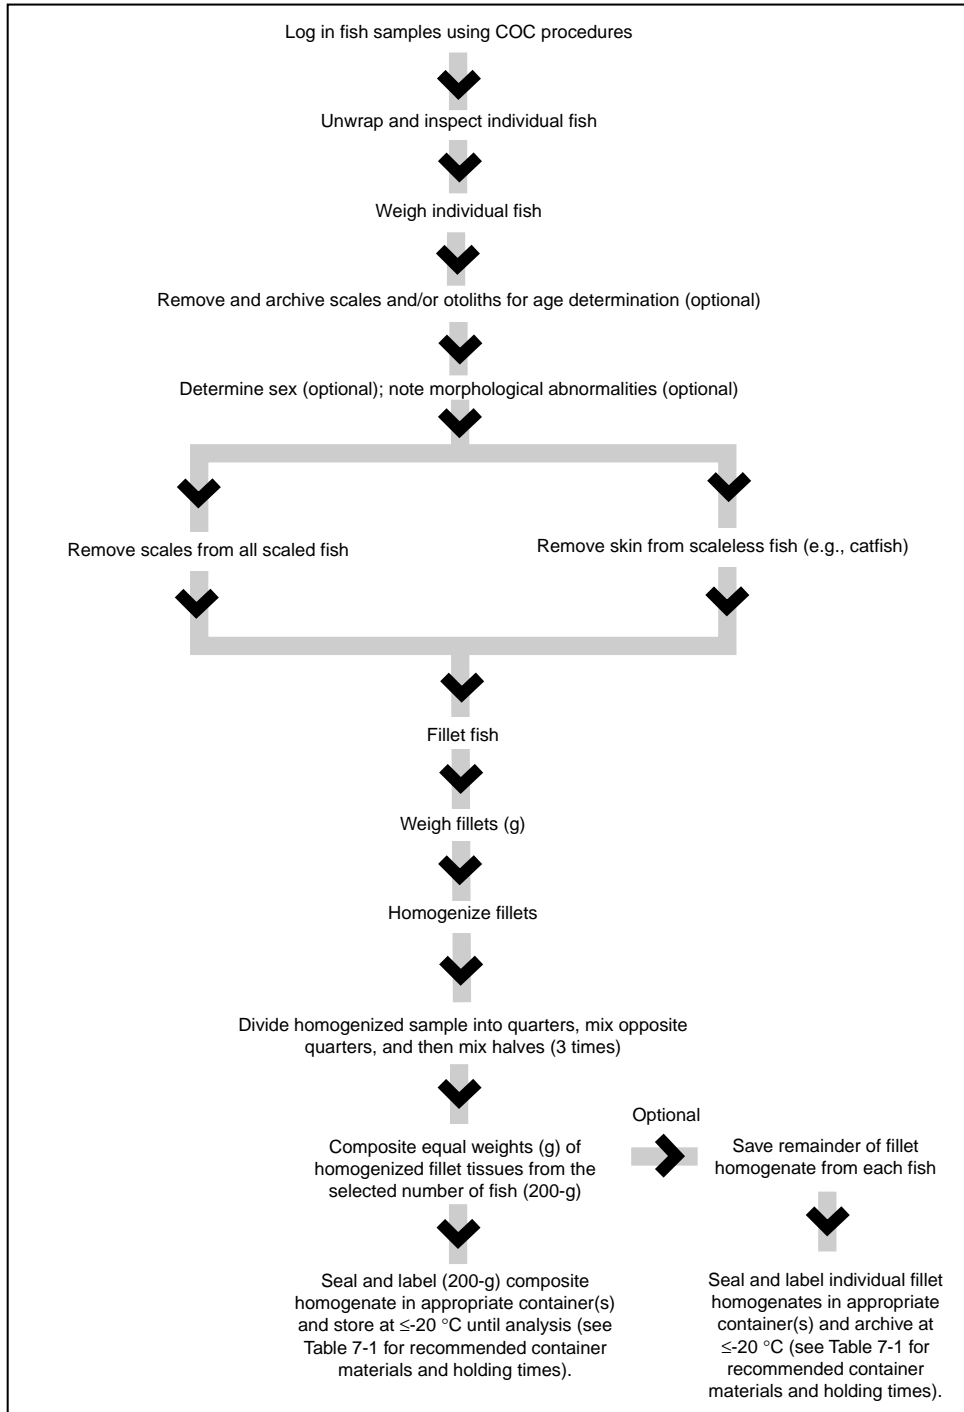 Log in fish samples using COC procedures
Unwrap and inspect individual fish
Weigh individual fish
Remove and archive scales and/or otoliths for age determination (optional)
Determine sex (optional); note morphological abnormalities (optional)
Remove scales from all scaled fish
Remove skin from scaleless fish (e.g., catfish)
Fillet fish
Weigh fillets (g)
Homogenize fillets
Divide homogenized sample into quarters, mix opposite
quarters, and then mix halves (3 times)
Composite equal weights (g) of
homogenized fillet tissues from the
selected number of fish (200-g)
Optional
Save remainder of fillet
homogenate from each fish
Seal and label (200-g) composite
homogenate in appropriate container(s)
and store at ≤-20 °C until analysis (see
Table 7-1 for recommended container
materials and holding times).
Seal and label individual fillet
homogenates in appropriate
container(s) and archive at
≤-20 °C (see Table 7-1 for
recommended container
materials and holding times).